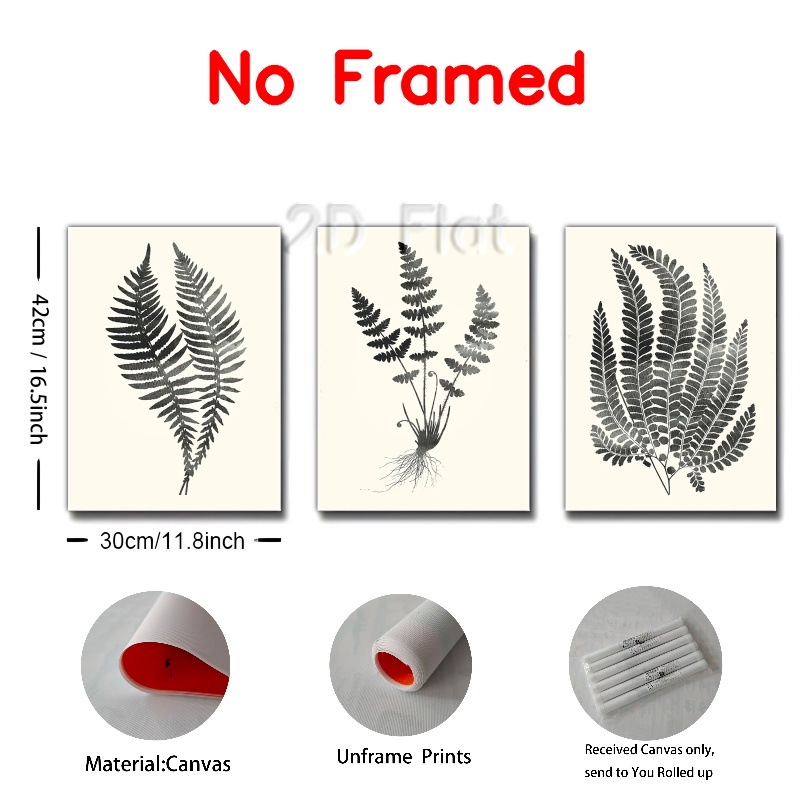 No Framed
2D Flat
42cm / 16.5inch
30cm/11.8inch
Material:Canvas
Unframe Prints
Received Canvas only,
send to You Rolled up